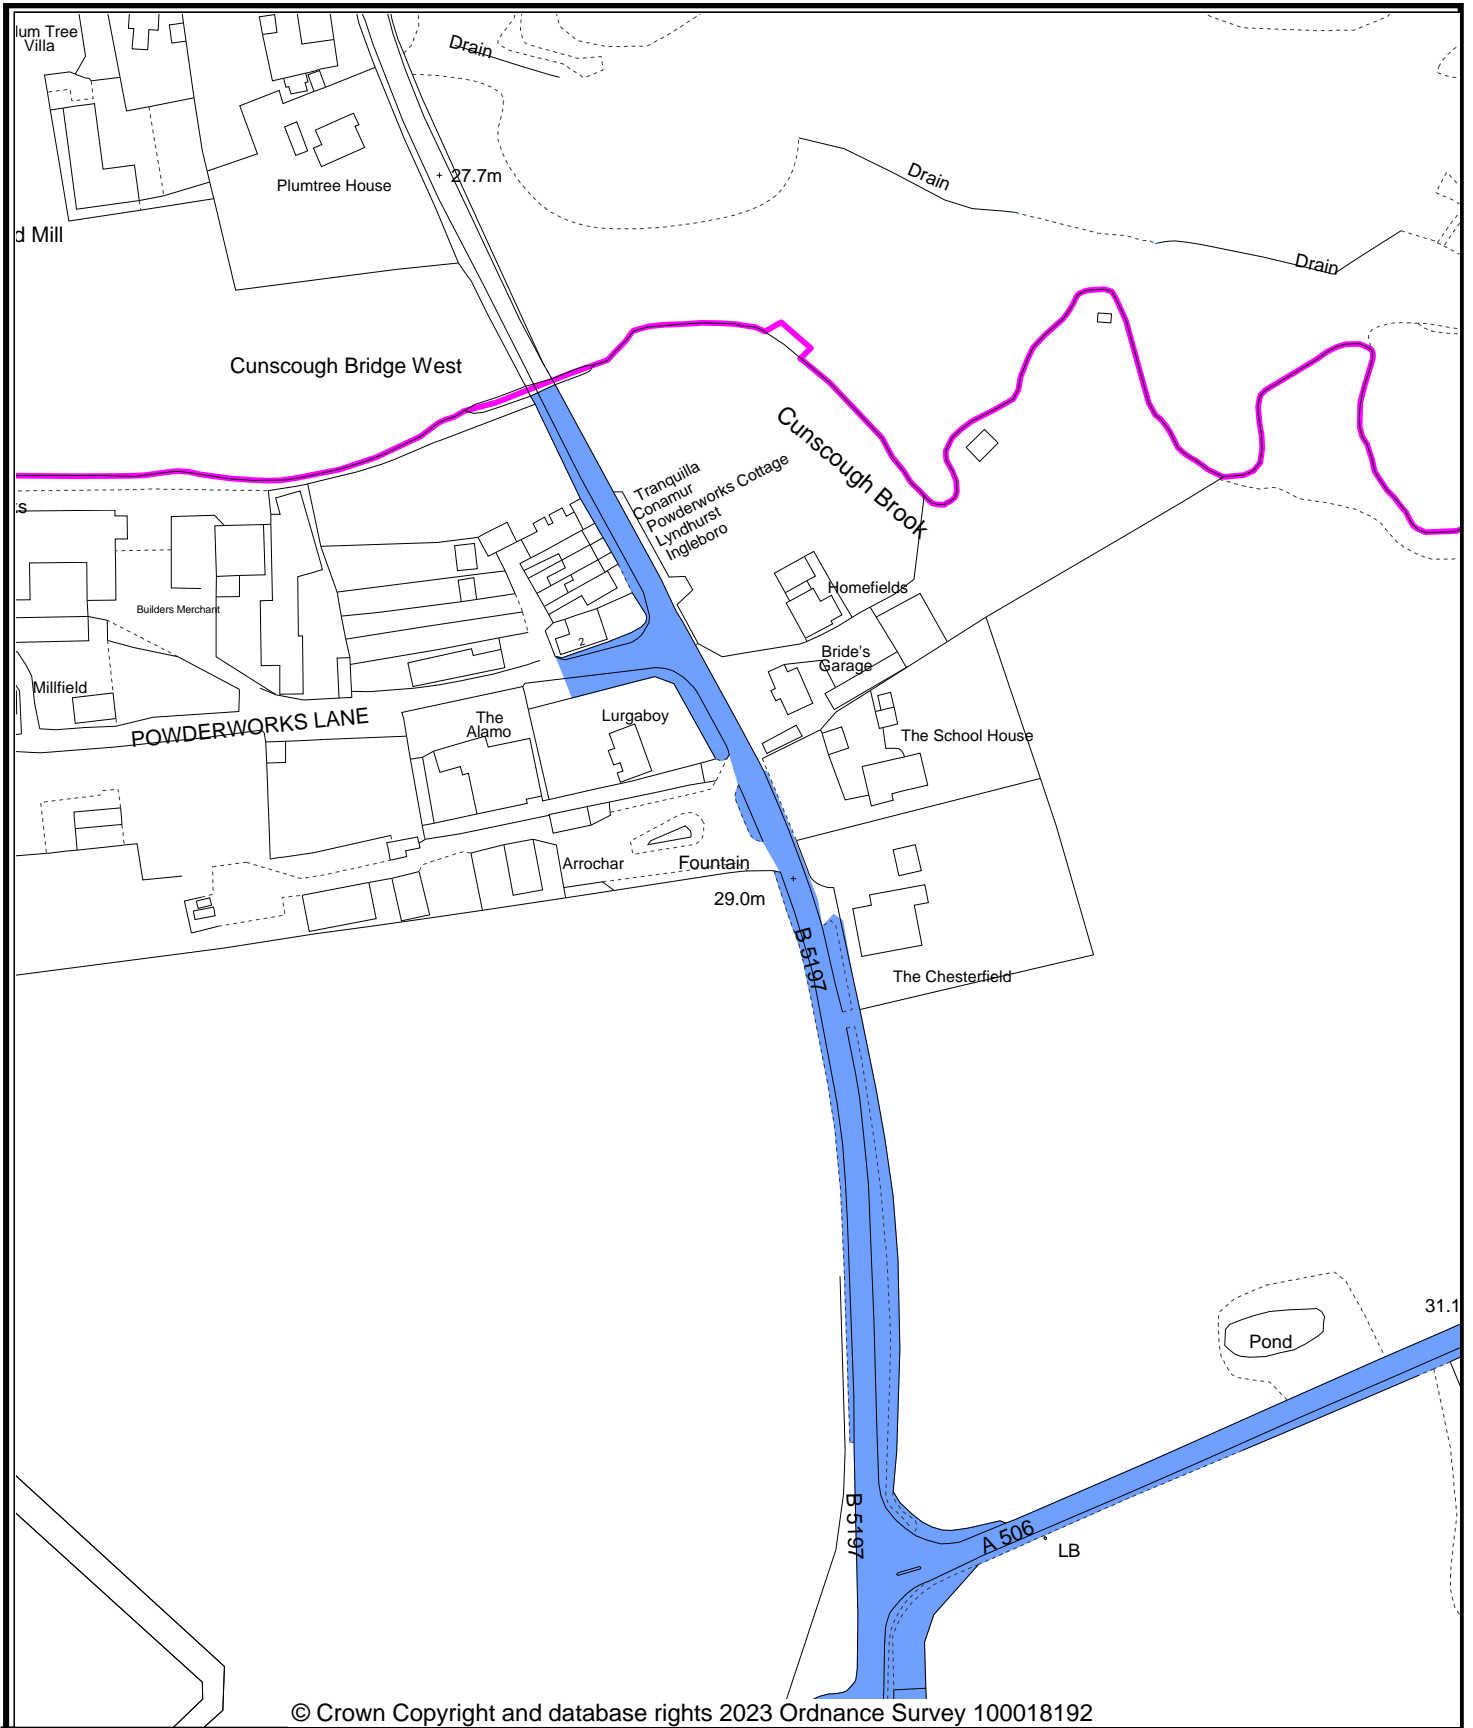 lum Tree
Villa
Drain
27.7m
Plumtree House
Drain
d Mill
Drain
Cunscough Bridge West
Cunscough Brook
Tranquilla
Conamur
Powderworks Cottage
Lyndhurst
Ingleboro
s
Homefields
Builders Merchant
2
Bride's
Garage
Millfield
POWDERWORKS LANE
The
Alamo
Lurgaboy
The School House
Arrochar
Fountain
29.0m
B 5197
The Chesterfield
31.1
Pond
B 5197
A 506
LB
© Crown Copyright and database rights 2023 Ordnance Survey 100018192